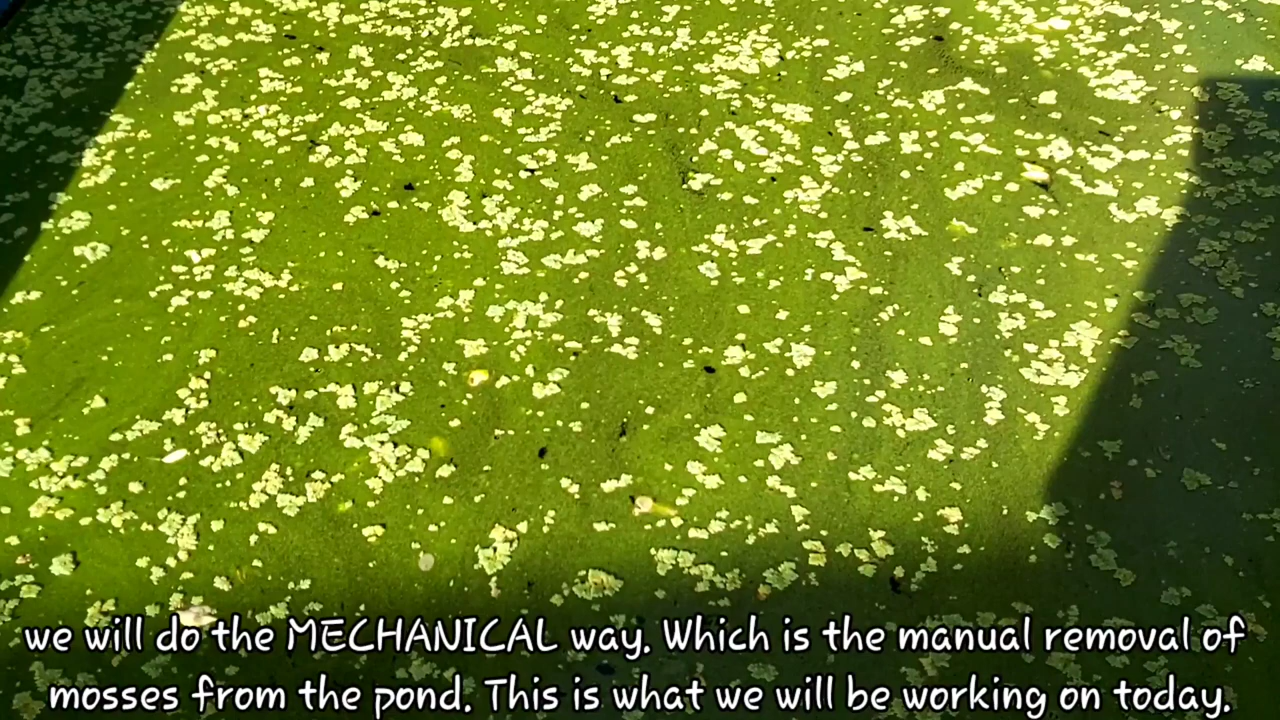 we will do the MECHANICAL way. Which is the manual removal of
mosses from the pond. This is what we will be working on today.